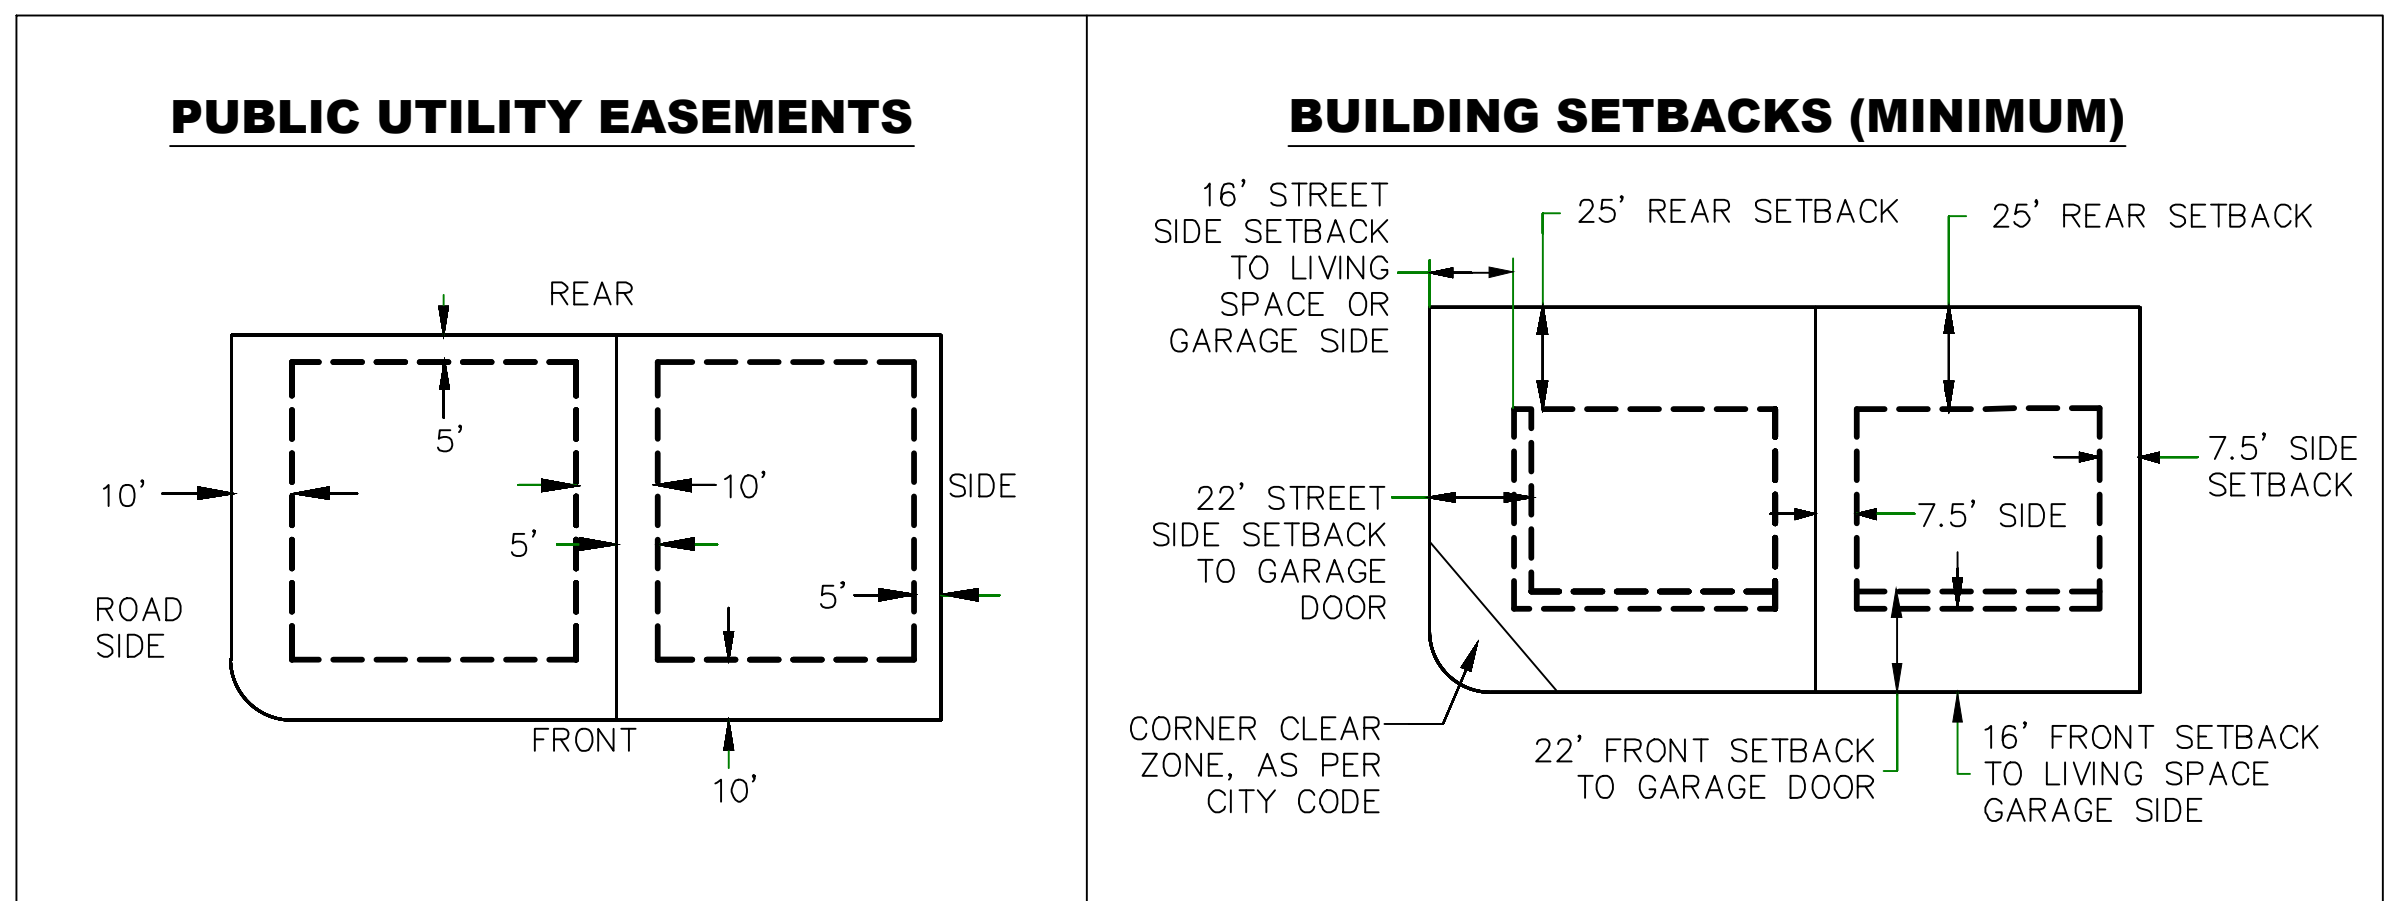 PUBLIC UTILITY EASEMENTS
REAR
5'
10'
10'
SIDE
5'
5'
ROAD
SIDE
FRONT
10'
BUILDING SETBACKS (MINIMUM)
16' STREET
SIDE SETBACK
TO LIVING
SPACE OR
GARAGE SIDE
25' REAR SETBACK
25' REAR SETBACK
7.5' SIDE
SETBACK
22' STREET
SIDE SETBACK
TO GARAGE
DOOR
7.5' SIDE
CORNER CLEAR
ZONE, AS PER
CITY CODE
22' FRONT SETBACK
TO GARAGE DOOR
16' FRONT SETBACK
TO LIVING SPACE
GARAGE SIDE